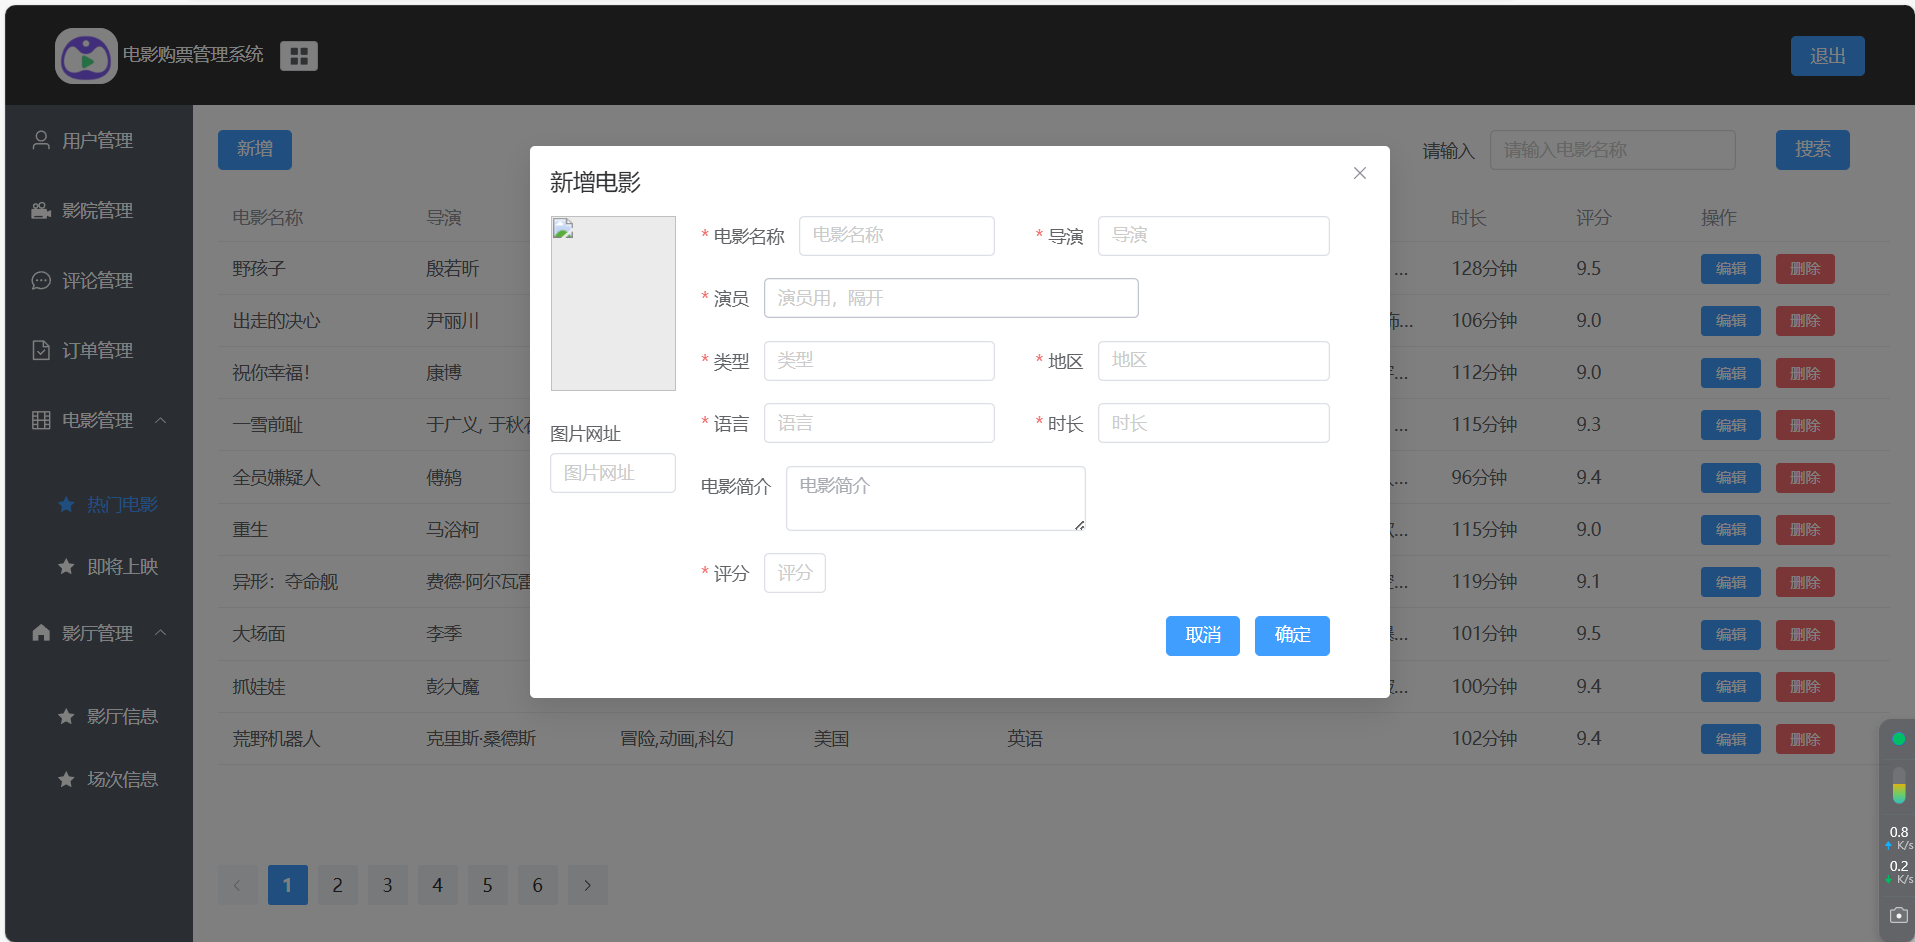 电影购票管理系统
退出
用户管理
影院管理
评论管理
订单管理
电影管理
热门电影
即将上映
影厅管理
影厅信息
场次信息
新增
请输入 请输入电影名称 搜索
电影名称 导演 时长 评分 操作
野孩子 殷若昕 ... 128分钟 9.5 编辑 删除
出走的决心 尹丽川 ... 106分钟 9.0 编辑 删除
祝你幸福! 康博 ... 112分钟 9.0 编辑 删除
一雪前耻 于广义, 于秋 ... 115分钟 9.3 编辑 删除
全员嫌疑人 傅鸫 ... 96分钟 9.4 编辑 删除
重生 马浴柯 ... 115分钟 9.0 编辑 删除
异形：夺命舰 费德·阿尔瓦雷 ... 119分钟 9.1 编辑 删除
大场面 李季 ... 101分钟 9.5 编辑 删除
抓娃娃 彭大魔 ... 100分钟 9.4 编辑 删除
荒野机器人 克里斯·桑德斯 冒险,动画,科幻 美国 英语 102分钟 9.4 编辑 删除
1 2 3 4 5 6
新增电影
图片网址
图片网址
* 电影名称 电影名称 * 导演 导演
* 演员 演员用，隔开
* 类型 类型 * 地区 地区
* 语言 语言 * 时长 时长
电影简介 电影简介
* 评分 评分
取消 确定
0.8
K/s
0.2
K/s